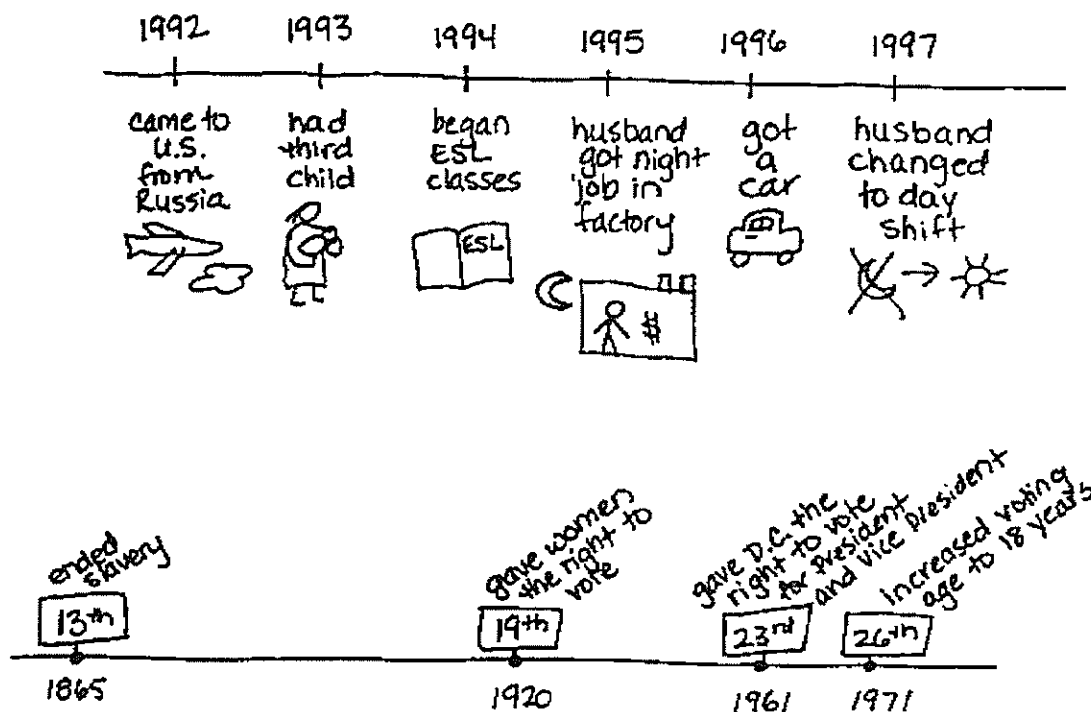 1992 1993 1994 1995 1996 1997
came to
U.S.
from
Russia
had
third
child
began
ESL
classes
ESL
husband
got night
job in
factory
$
got
a
car
husband
changed
to day
shift
ended
slavery
13th
1865
gave women
the right to
vote
19th
1920
gave D.C. the
right to vote
for President
and Vice President
23rd
1961
increased voting
age to 18 years
26th
1971